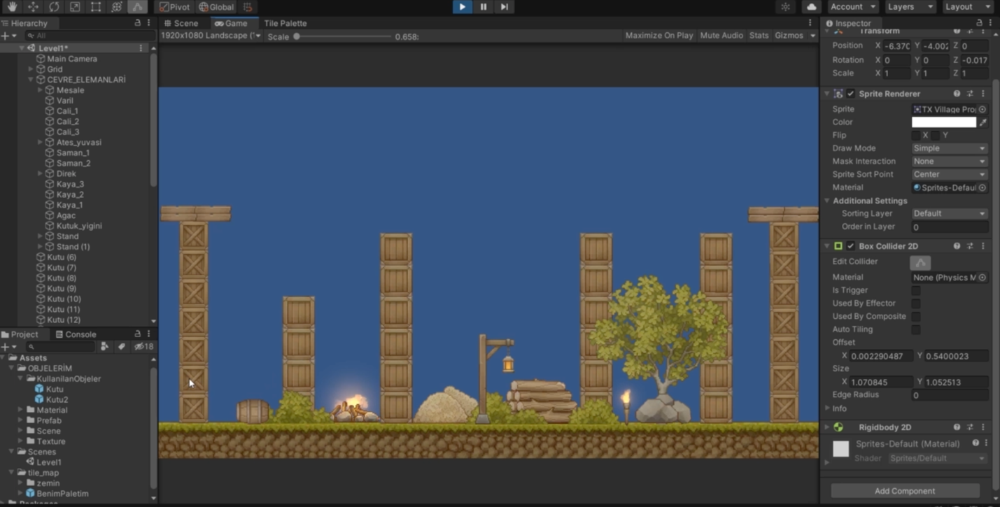 Pivot Global Account Layers Layout
Hierarchy Scene Game Tile Palette Inspector
All 1920x1080 Landscape (1 Scale 0.658: Maximize On Play Mute Audio Stats Gizmos
Level1*
Main Camera
Grid
CEVRE_ELEMANLARİ
Mesale
Varil
Cali_1
Cali_2
Cali_3
Ates_yuvasi
Saman_1
Saman_2
Direk
Kaya_3
Kaya_2
Kaya_1
Agac
Kutuk_yigini
Stand
Stand (1)
Kutu (6)
Kutu (7)
Kutu (8)
Kutu (9)
Kutu (10)
Kutu (11)
Kutu (12)
Project Console
18
Assets
OBJELERİM
KullanilanObjeler
Kutu
Kutu2
Material
Prefab
Scene
Texture
Scenes
Level1
tile_map
zemin
BenimPaletim
Transform
Position X -6.370 Y -4.002 Z 0
Rotation X 0 Y 0 Z -0.017
Scale X 1 Y 1 Z 1
Sprite Renderer
Sprite TX Village Pro
Color
Flip X Y
Draw Mode Simple
Mask Interaction None
Sprite Sort Point Center
Material Sprites-Defaul
Additional Settings
Sorting Layer Default
Order in Layer 0
Box Collider 2D
Edit Collider
Material None (Physics M
Is Trigger
Used By Effector
Used By Composite
Auto Tiling
Offset
X 0.002290487 Y 0.5400023
Size
X 1.070845 Y 1.052513
Edge Radius 0
Info
Rigidbody 2D
Sprites-Default (Material)
Shader Sprites/Default
Add Component